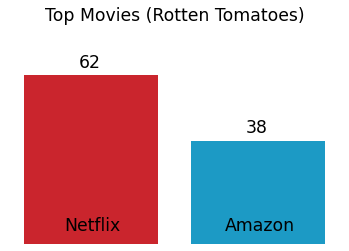 Top Movies (Rotten Tomatoes)
62
38
Netflix
Amazon